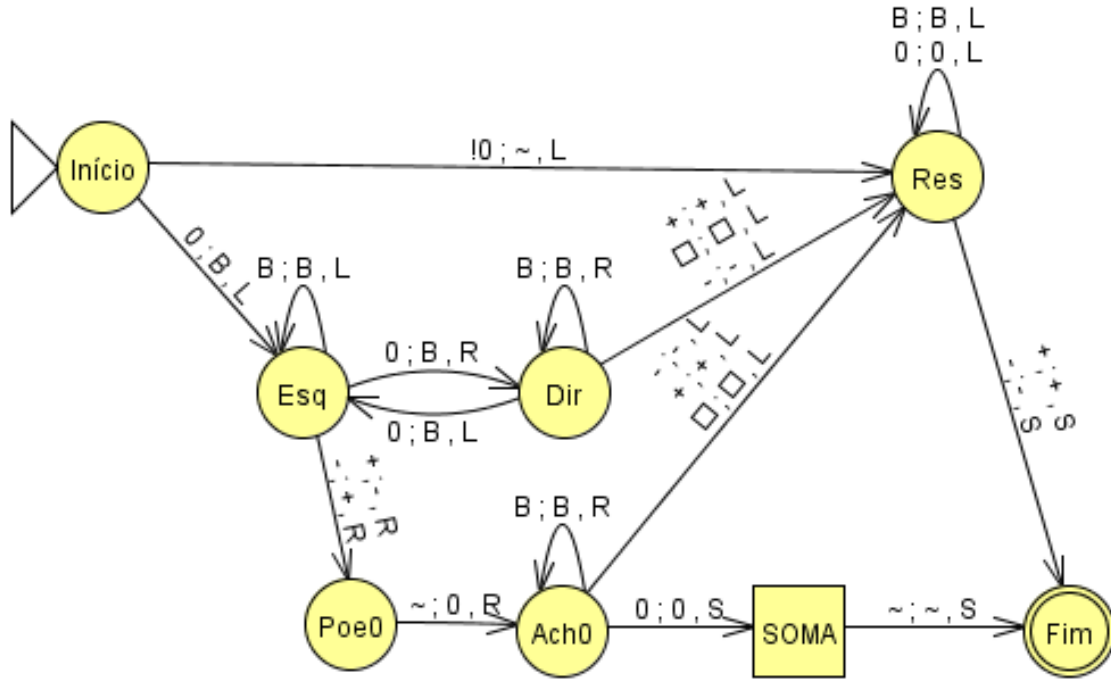 B ; B , L
0 ; 0 , L
Início
!0 ; ~ , L
Res
0 ; B , L
B ; B , L
B ; B , R
+ ; + , L
□ ; □ , L
- ; - , L
- ; - , L
+ ; + , L
□ ; □ , L
Esq
0 ; B , R
Dir
0 ; B , L
+ ; + , S
- ; - , S
+ ; - , R
- ; + , R
B ; B , R
Poe0
~ ; 0 , R
Ach0
0 ; 0 , S
SOMA
~ ; ~ , S
Fim